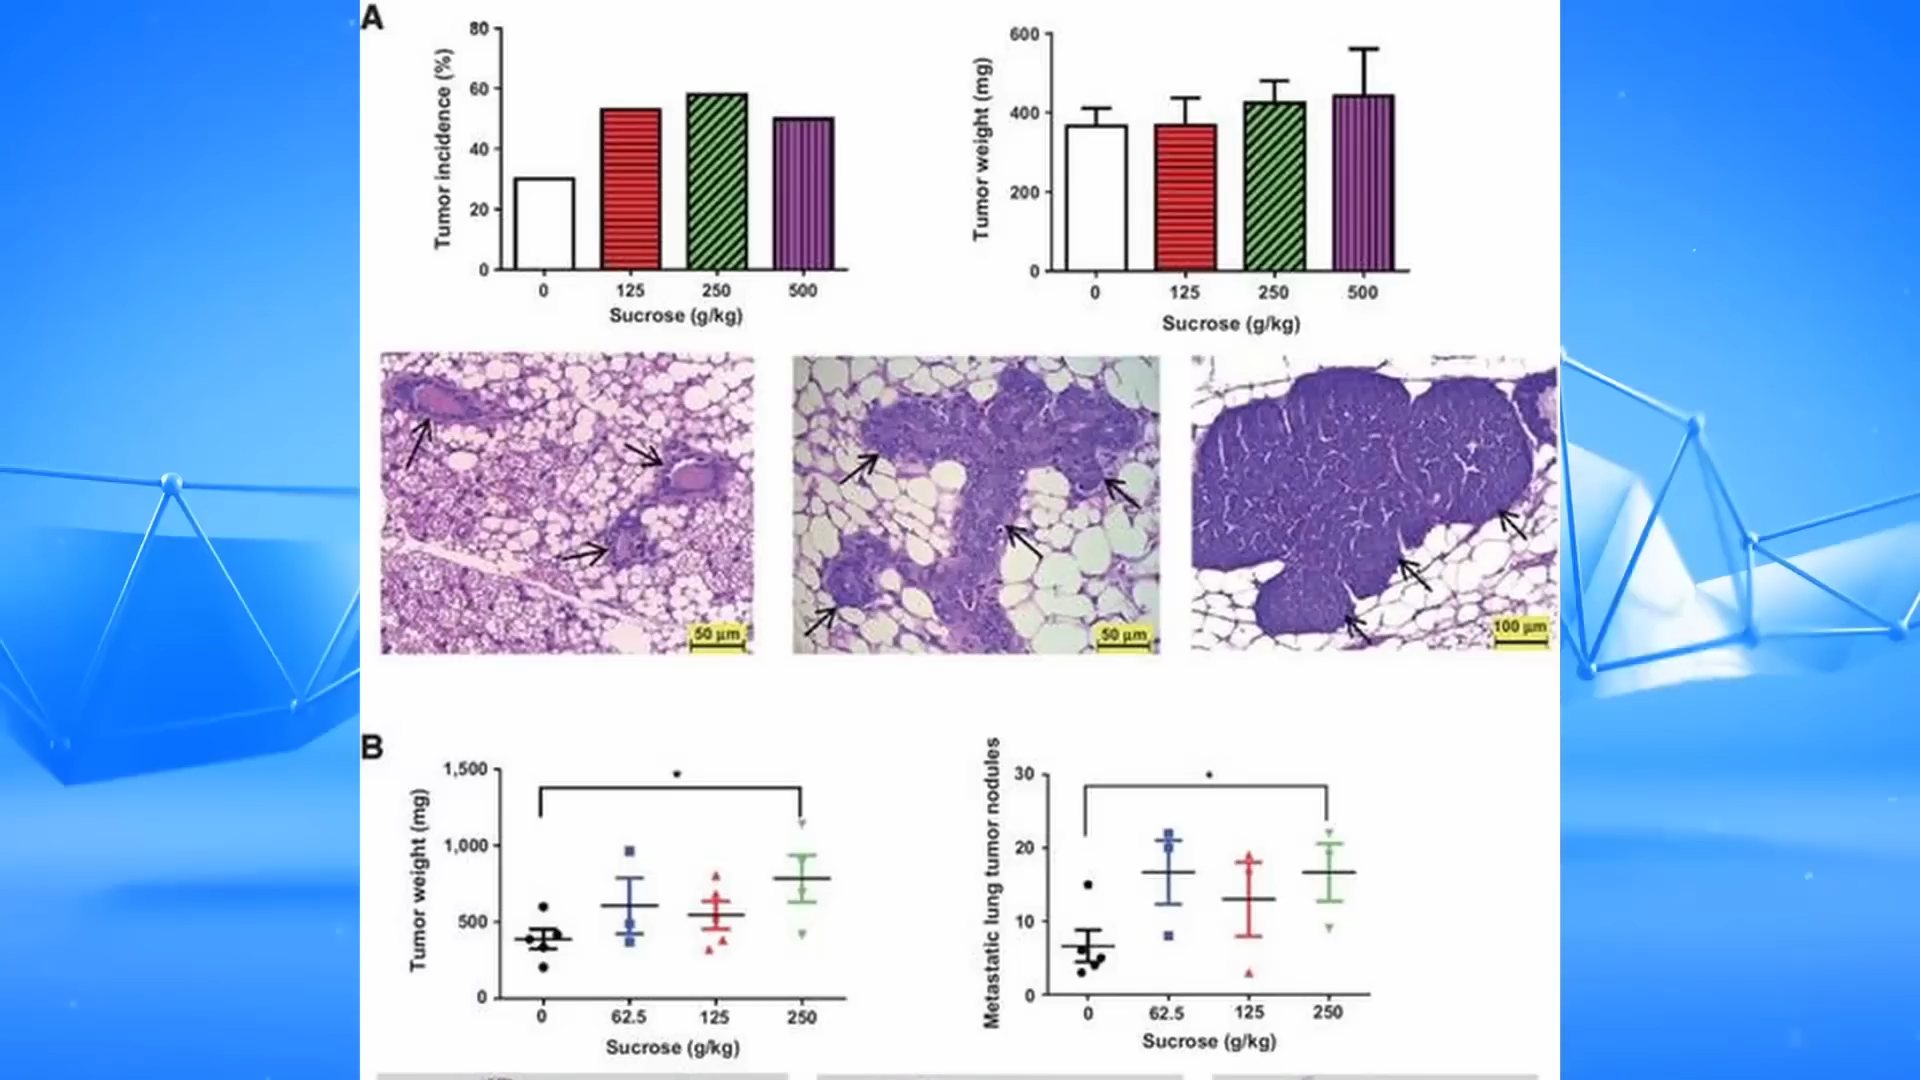 A
Tumor incidence (%)
80
60
40
20
0
0 125 250 500
Sucrose (g/kg)
Tumor weight (mg)
600
400
200
0
0 125 250 500
Sucrose (g/kg)
50 µm
50 µm
100 µm
B
Tumor weight (mg)
1,500
1,000
500
0
*
0 62.5 125 250
Sucrose (g/kg)
Metastatic lung tumor nodules
30
20
10
0
*
0 62.5 125 250
Sucrose (g/kg)